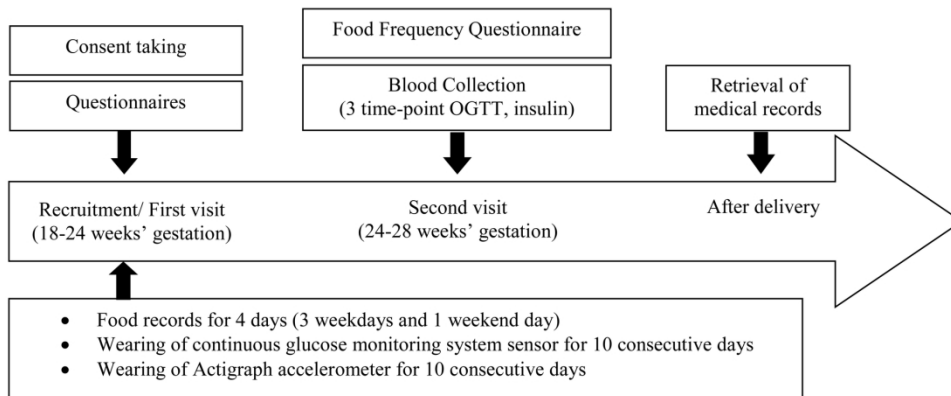 Consent taking
Questionnaires
Food Frequency Questionnaire
Blood Collection
(3 time-point OGTT, insulin)
Retrieval of
medical records
Recruitment/ First visit
(18-24 weeks’ gestation)
Second visit
(24-28 weeks’ gestation)
After delivery
• Food records for 4 days (3 weekdays and 1 weekend day)
• Wearing of continuous glucose monitoring system sensor for 10 consecutive days
• Wearing of Actigraph accelerometer for 10 consecutive days